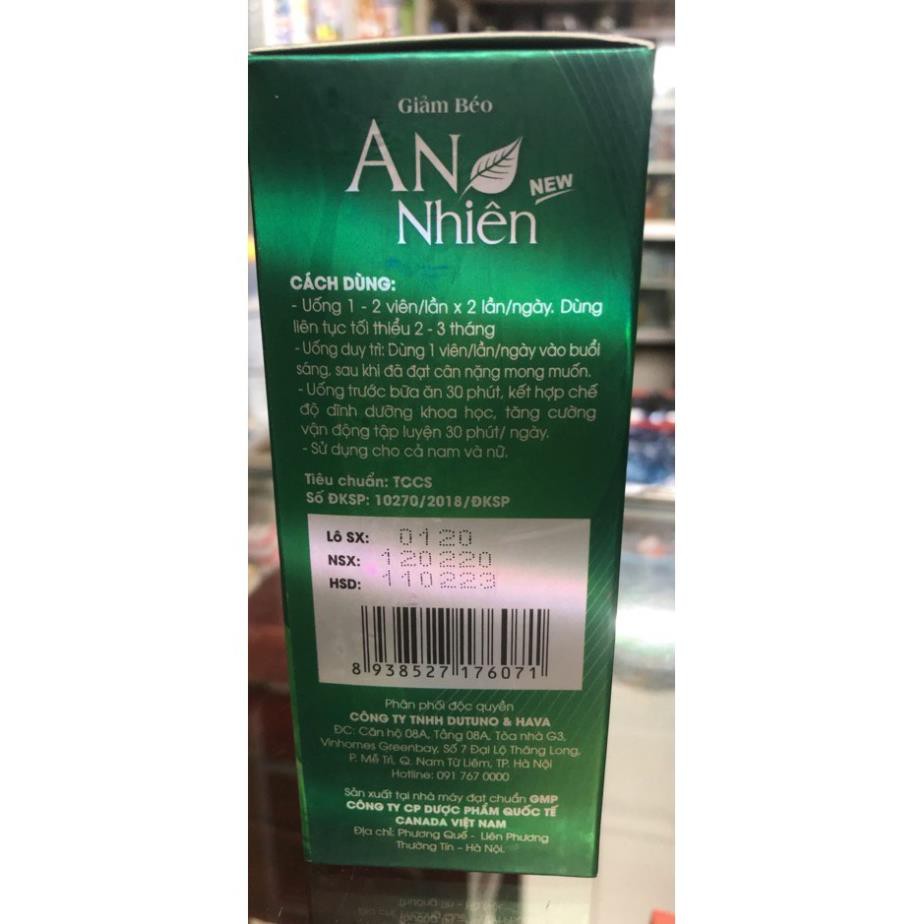 Giảm Béo
AN
Nhiên NEW
CÁCH DÙNG:
- Uống 1 - 2 viên/lần x 2 lần/ngày. Dùng
liên tục tối thiểu 2 - 3 tháng
- Uống duy trì: Dùng 1 viên/lần/ngày vào buổi
sáng, sau khi đã đạt cân nặng mong muốn.
- Uống trước bữa ăn 30 phút, kết hợp chế
độ dinh dưỡng khoa học, tăng cường
vận động tập luyện 30 phút/ ngày.
- Sử dụng cho cả nam và nữ.
Tiêu chuẩn: TCCS
Số ĐKSP: 10270/2018/ĐKSP
Lô SX: 0120
NSX: 120220
HSD: 110223
8 938527 176071
Phân phối độc quyền
CÔNG TY TNHH DUTUNO & HAVA
ĐC: Căn hộ 08A, Tầng 08A, Tòa nhà G3,
Vinhomes Greenbay, Số 7 Đại Lộ Thăng Long,
P. Mễ Trì, Q. Nam Từ Liêm, TP. Hà Nội
Hotline: 091 767 0000
Sản xuất tại nhà máy đạt chuẩn GMP
CÔNG TY CP DƯỢC PHẨM QUỐC TẾ
CANADA VIỆT NAM
Địa chỉ: Phương Quế - Liên Phương
Thường Tín - Hà Nội.